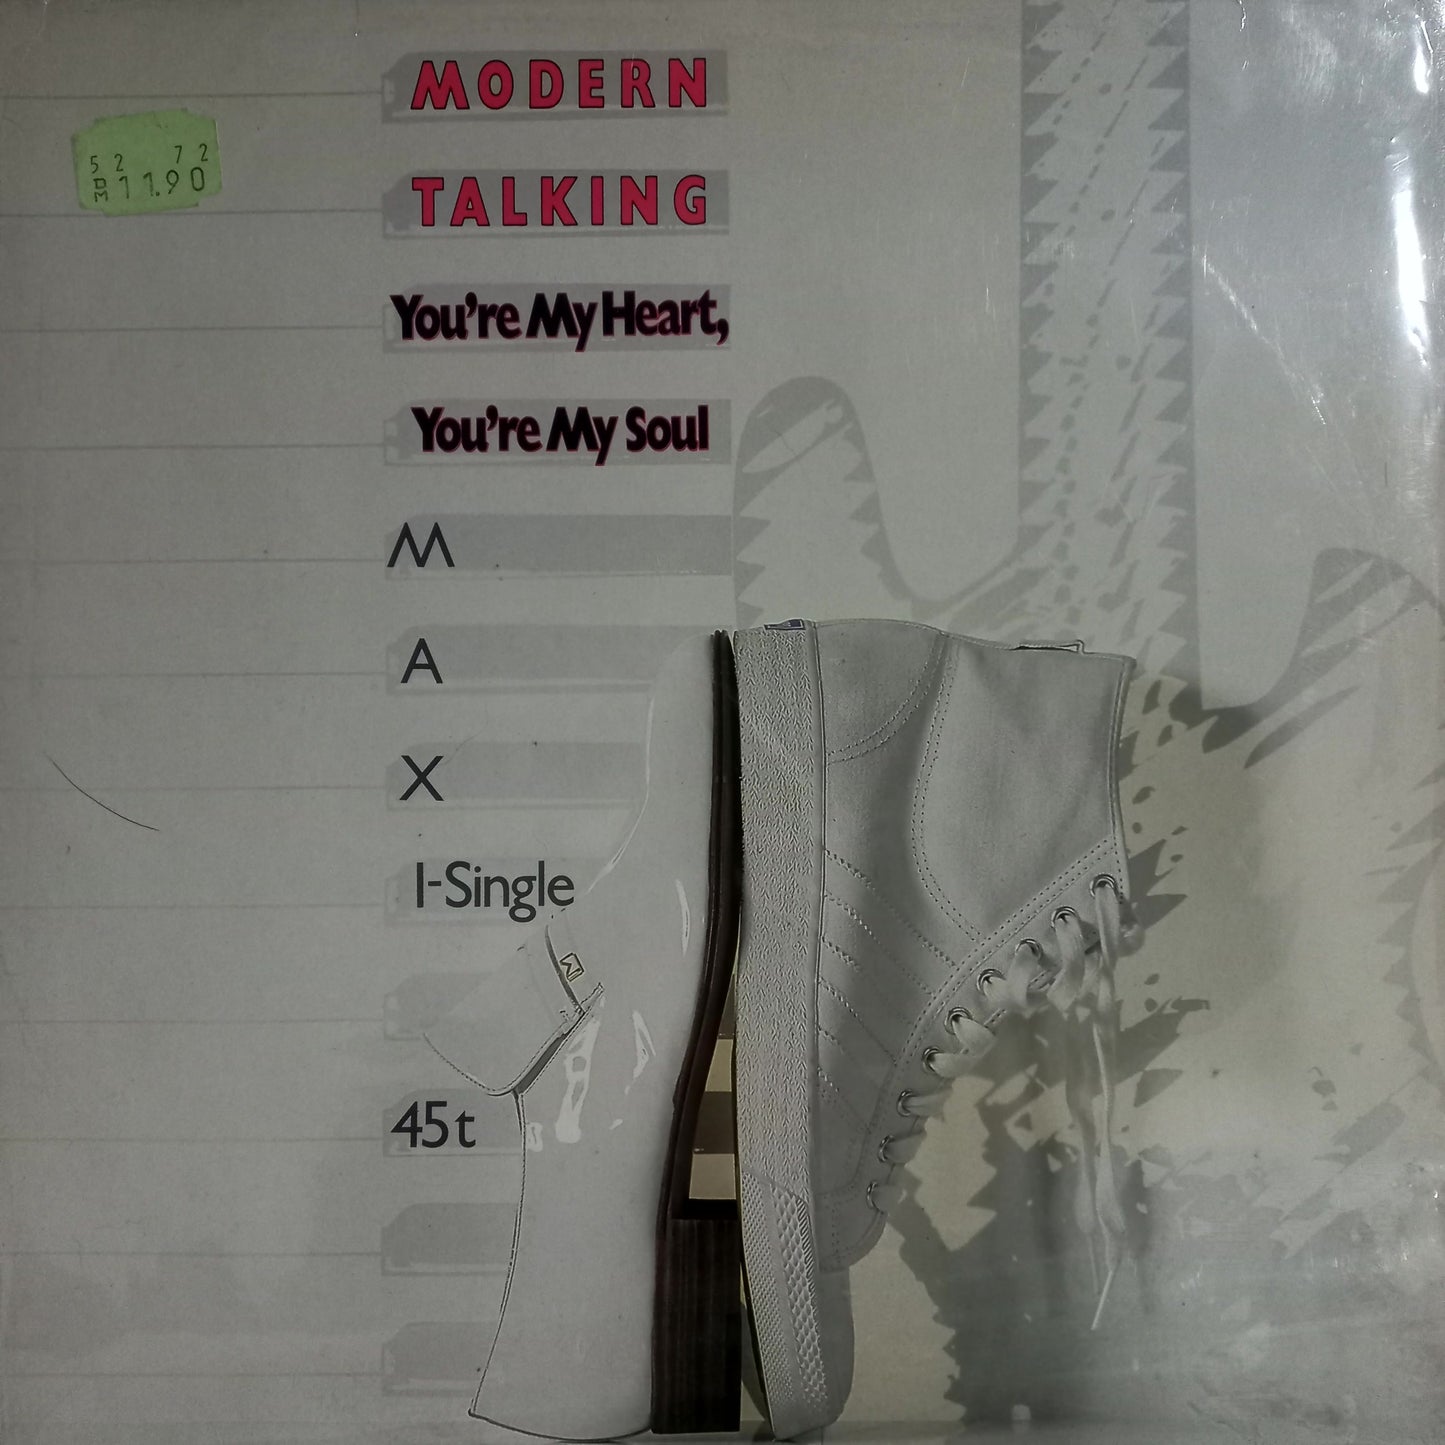 MODERN
52 72
DM 11.90
TALKING
You're My Heart,
You're My Soul
M
A
X
I-Single
M
45t